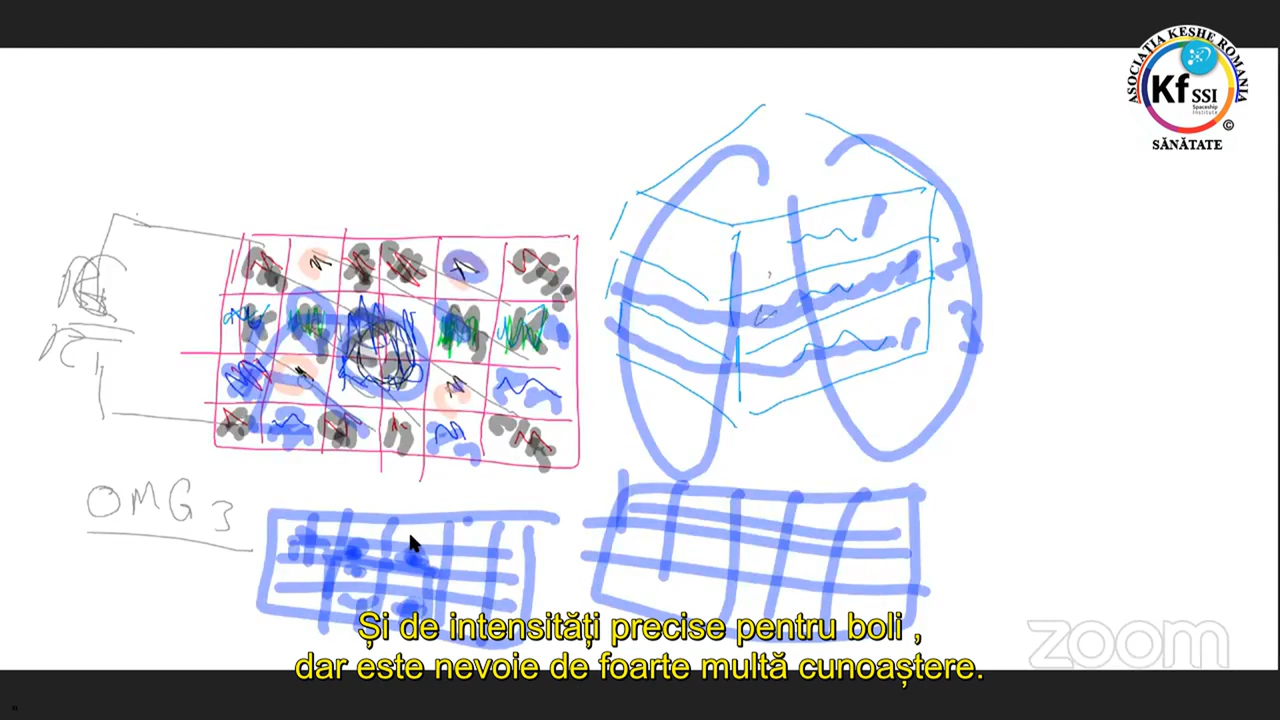 ASOCIAȚIA KESHE ROMANIA
Kf SSI
Spaceship
Institute
©
SĂNĂTATE
OMG 3
Și de intensități precise pentru boli ,
dar este nevoie de foarte multă cunoaștere.
zoom